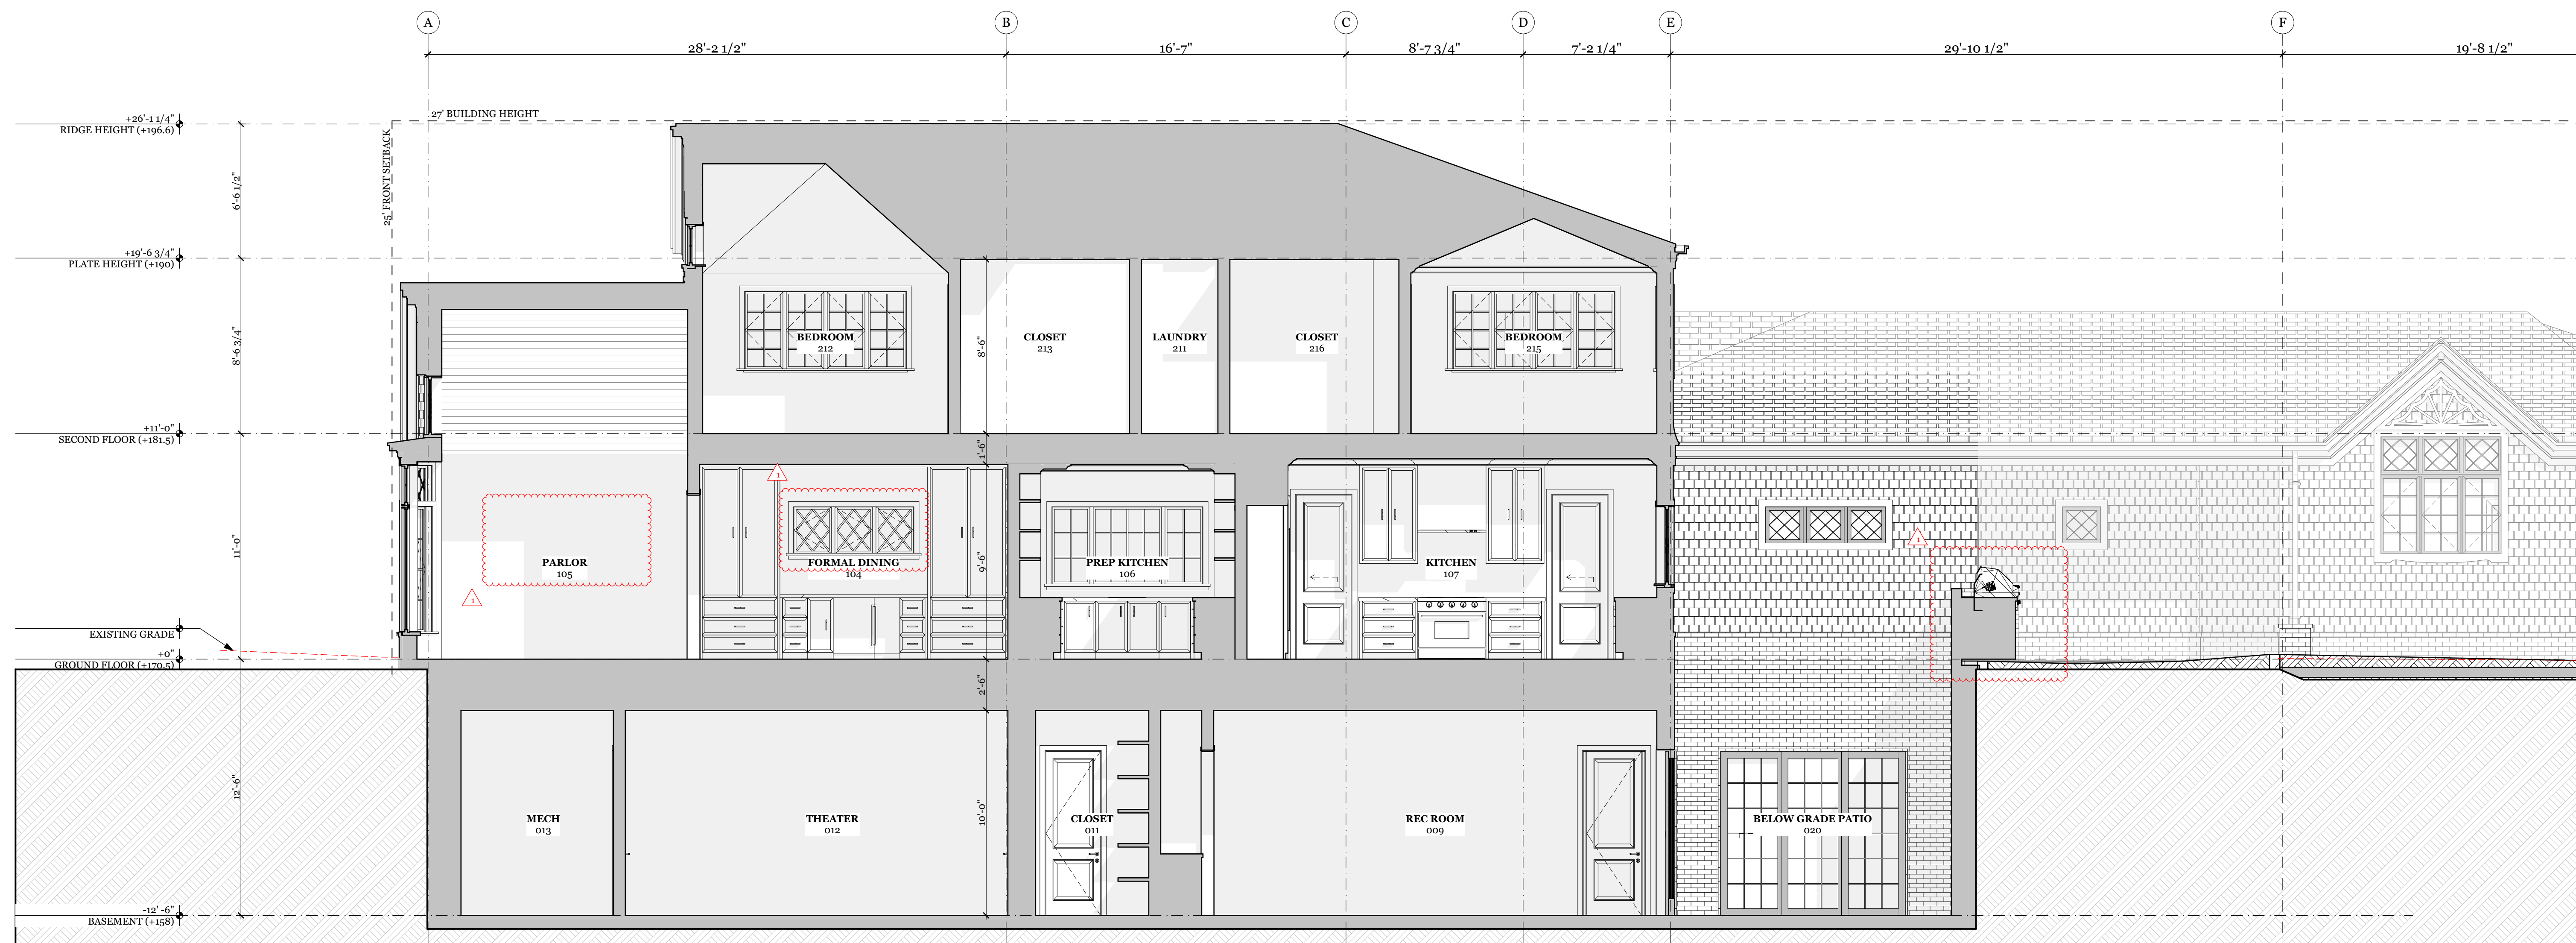 A
B
C
D
E
F
28'-2 1/2"
16'-7"
8'-7 3/4"
7'-2 1/4"
29'-10 1/2"
19'-8 1/2"
27' BUILDING HEIGHT
25' FRONT SETBACK
+26'-1 1/4"
RIDGE HEIGHT (+196.6)
6'-6 1/2"
+19'-6 3/4"
PLATE HEIGHT (+190)
8'-6 3/4"
8'-6"
BEDROOM
212
CLOSET
213
LAUNDRY
211
CLOSET
216
BEDROOM
215
+11'-0"
SECOND FLOOR (+181.5)
1'-6"
11'-0"
9'-6"
1
1
1
PARLOR
105
FORMAL DINING
104
PREP KITCHEN
106
KITCHEN
107
EXISTING GRADE
+0"
GROUND FLOOR (+170.5)
2'-6"
12'-6"
10'-0"
MECH
013
THEATER
012
CLOSET
011
REC ROOM
009
BELOW GRADE PATIO
020
-12' -6"
BASEMENT (+158)